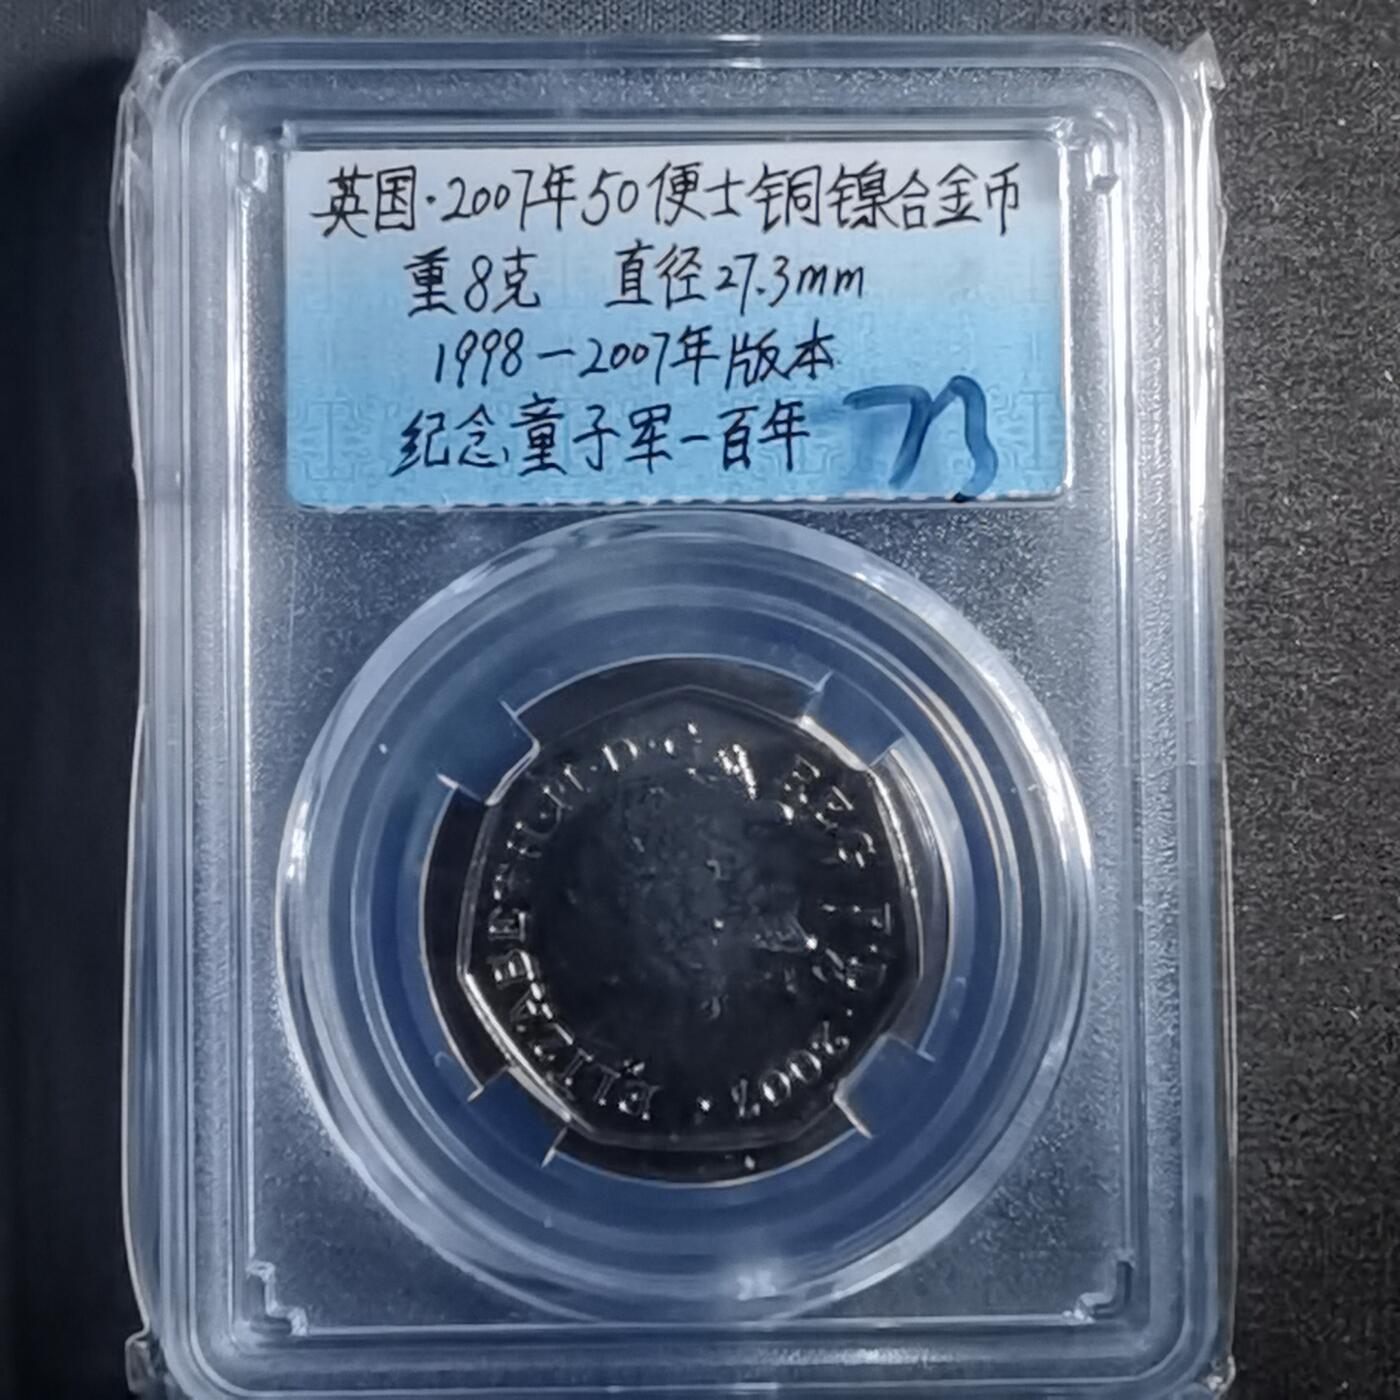 英国·2007年50便士铜镍合金币
重8克 直径27.3mm
1998-2007年版本
纪念童子军一百年
73
ELIZABETH·II·D·G REG·F·D·2007